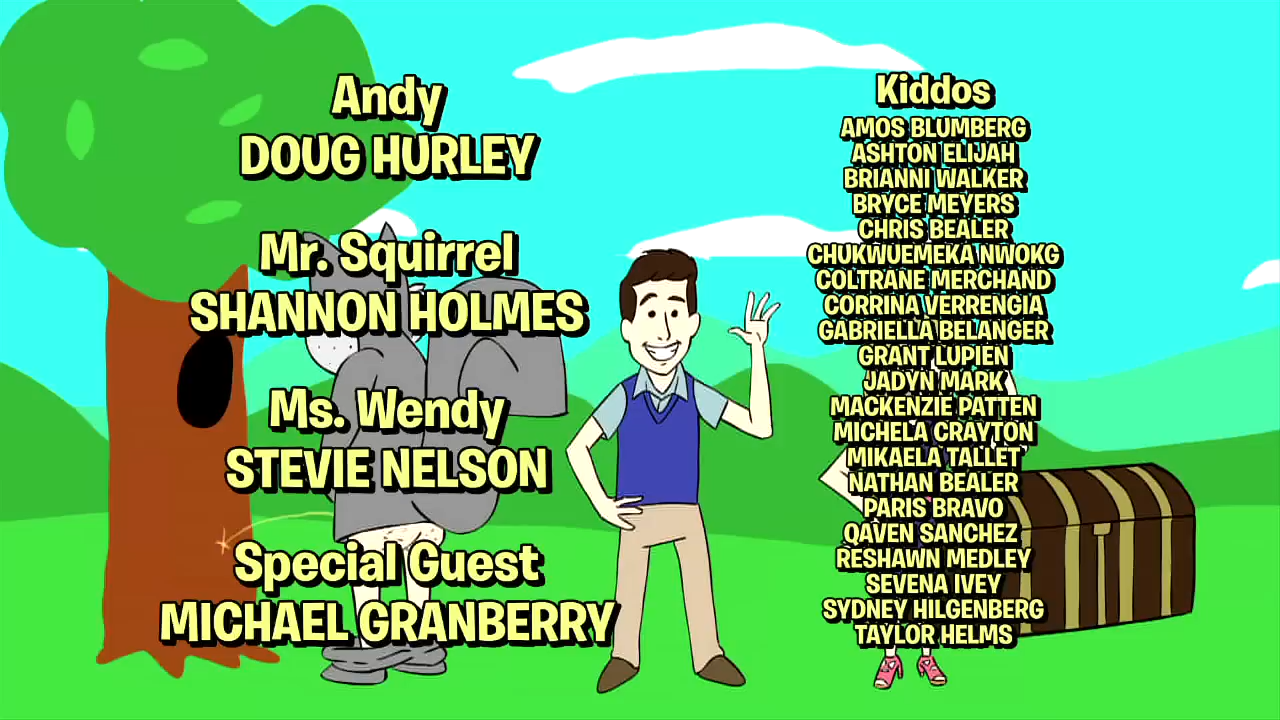 Andy
DOUG HURLEY
Mr. Squirrel
SHANNON HOLMES
Ms. Wendy
STEVIE NELSON
Special Guest
MICHAEL GRANBERRY
Kiddos
AMOS BLUMBERG
ASHTON ELIJAH
BRIANNI WALKER
BRYCE MEYERS
CHRIS BEALER
CHUKWUEMEKA NWOKG
COLTRANE MERCHAND
CORRINA VERRENGIA
GABRIELLA BELANGER
GRANT LUPIEN
JADYN MARK
MACKENZIE PATTEN
MICHELA CRAYTON
MIKAELA TALLET
NATHAN BEALER
PARIS BRAVO
QAVEN SANCHEZ
RESHAWN MEDLEY
SEVENA IVEY
SYDNEY HILGENBERG
TAYLOR HELMS